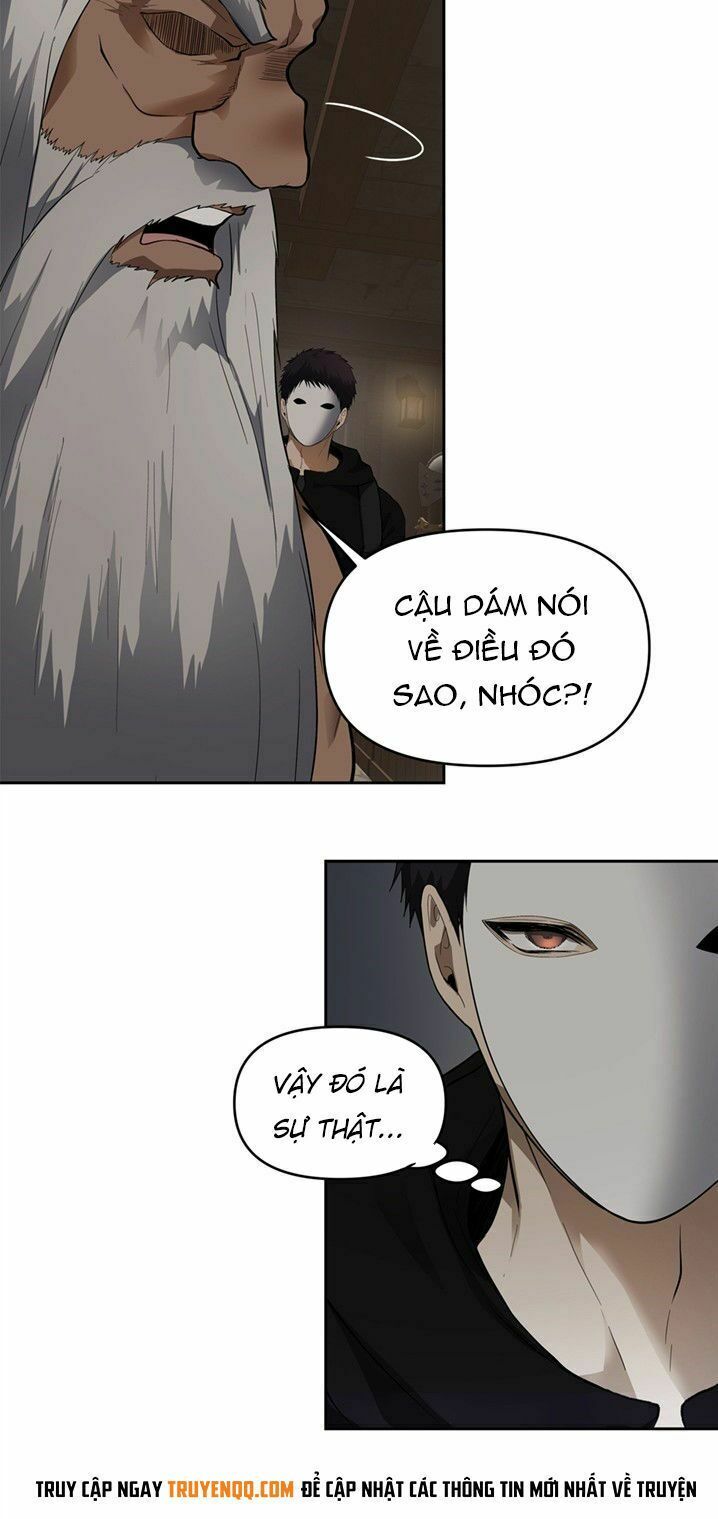 CẬU DÁM NÓI
VỀ ĐIỀU ĐÓ
SAO, NHÓC?!
VẬY ĐÓ LÀ
SỰ THẬT...
TRUY CẬP NGAY TRUYENQQ.COM ĐỂ CẬP NHẬT CÁC THÔNG TIN MỚI NHẤT VỀ TRUYỆN